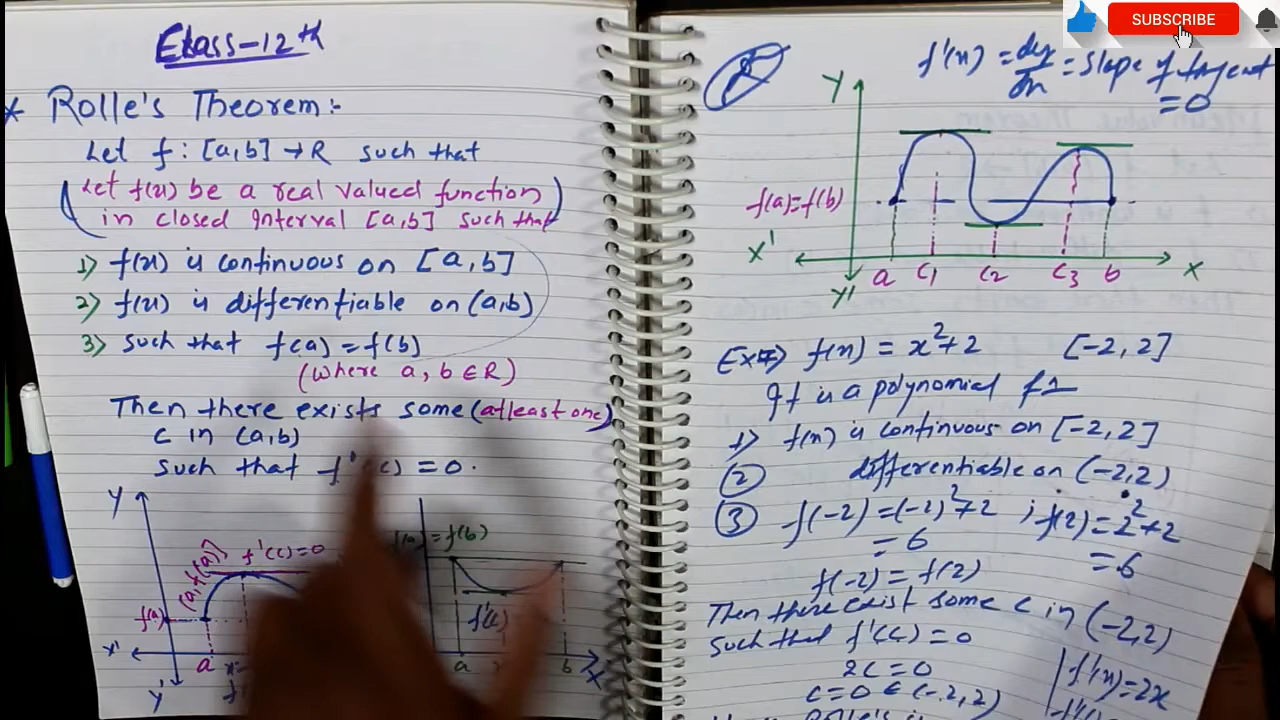 Class-12th
* Rolle's Theorem:-
Let f : [a,b] → R such that
(Let f(x) be a real valued function
in closed Interval [a,b] such that)
1) f(x) is continuous on [a,b]
2) f(x) is differentiable on (a,b)
3) such that f(a) = f(b)
(where a, b ∈ R)
Then there exists some (atleast one)
C in (a,b)
such that f'(c) = 0.
Y
(a, f(a))
f'(c)=0
f(a)
x'
a
y'
= f(b)
f'(c)
a
b
X
SUBSCRIBE
f'(x) = dy/dx = slope of tangent
= 0
Y
f(a)=f(b)
X'
Y'
a C1 C2 C3 b
X
f(x) = x²+2 [-2, 2]
It is a polynomial
1) f(x) is continuous on [-2, 2]
(2) differentiable on (-2,2)
(3) f(-2) = (-2)²+2 ; f(2) = 2²+2
= 6
= 6
f(-2) = f(2)
Then there exist some c in (-2,2)
such that f'(c) = 0
2c = 0
c = 0 ∈ (-2,2)
f'(x) = 2x